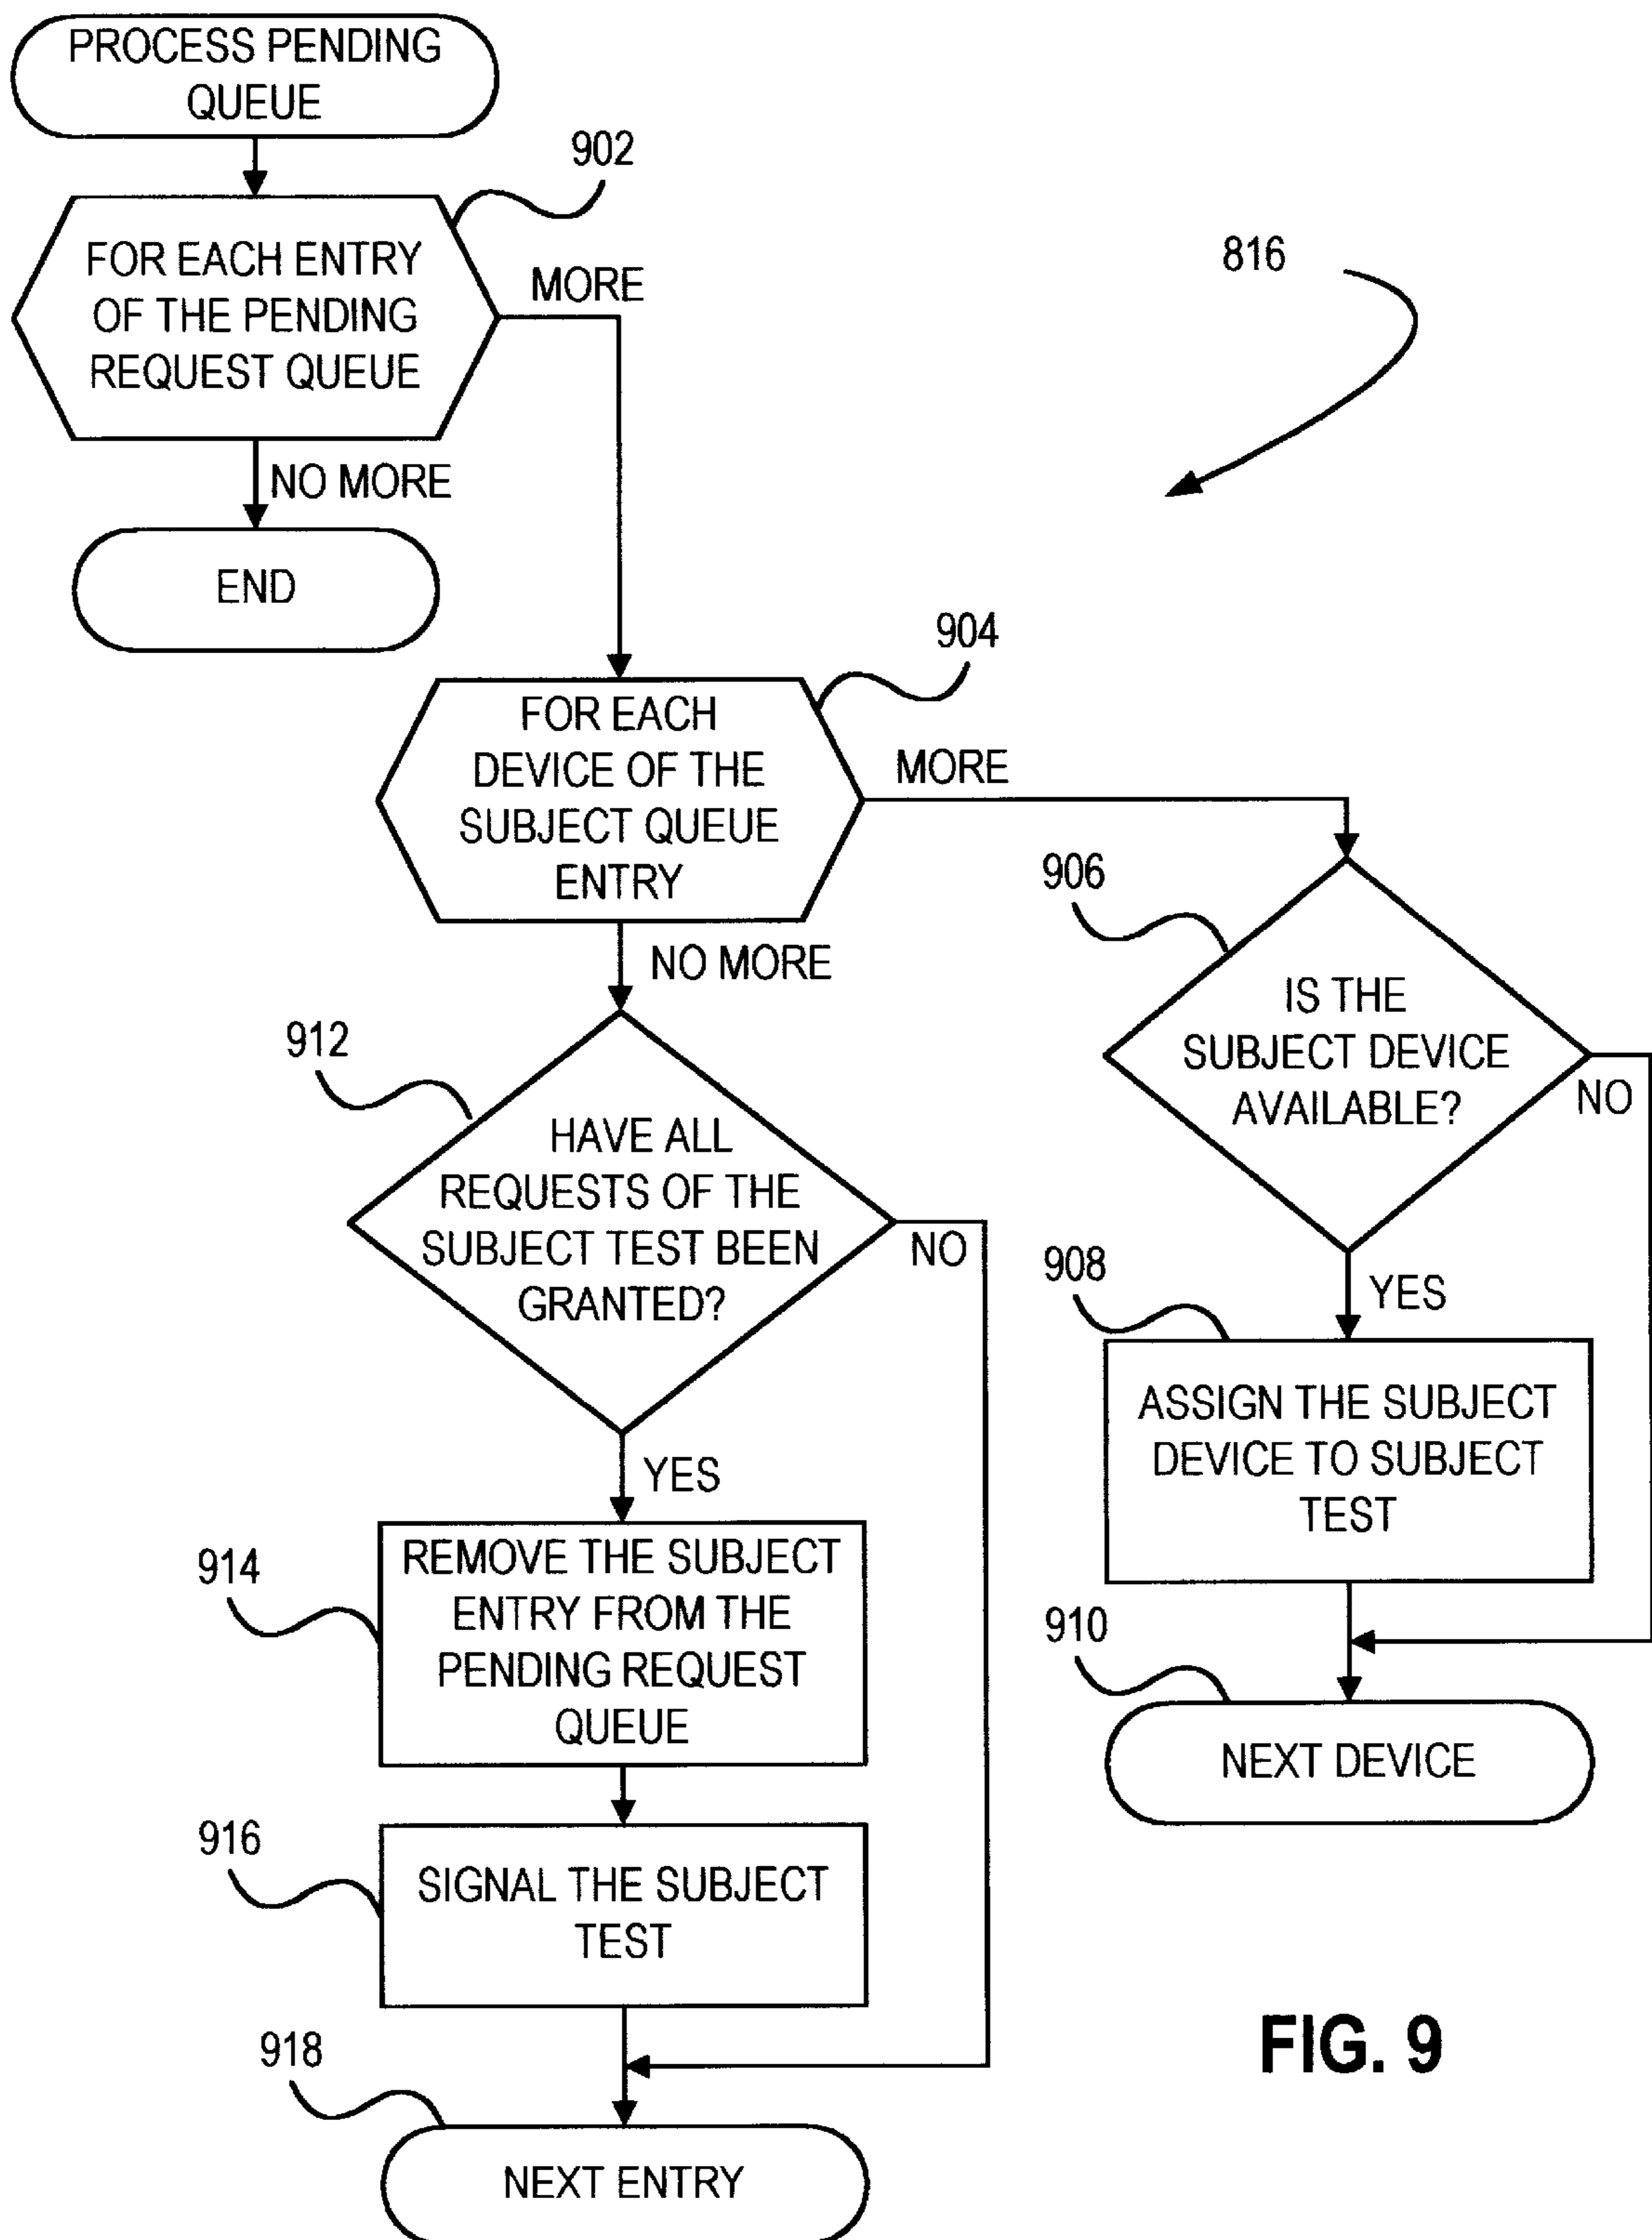 PROCESS PENDING
QUEUE
902
FOR EACH ENTRY
OF THE PENDING
REQUEST QUEUE
MORE
816
NO MORE
END
904
FOR EACH
DEVICE OF THE
SUBJECT QUEUE
ENTRY
MORE
NO MORE
906
IS THE
SUBJECT DEVICE
AVAILABLE?
NO
YES
908
ASSIGN THE SUBJECT
DEVICE TO SUBJECT
TEST
910
NEXT DEVICE
912
HAVE ALL
REQUESTS OF THE
SUBJECT TEST BEEN
GRANTED?
NO
YES
914
REMOVE THE SUBJECT
ENTRY FROM THE
PENDING REQUEST
QUEUE
916
SIGNAL THE SUBJECT
TEST
918
NEXT ENTRY
FIG. 9